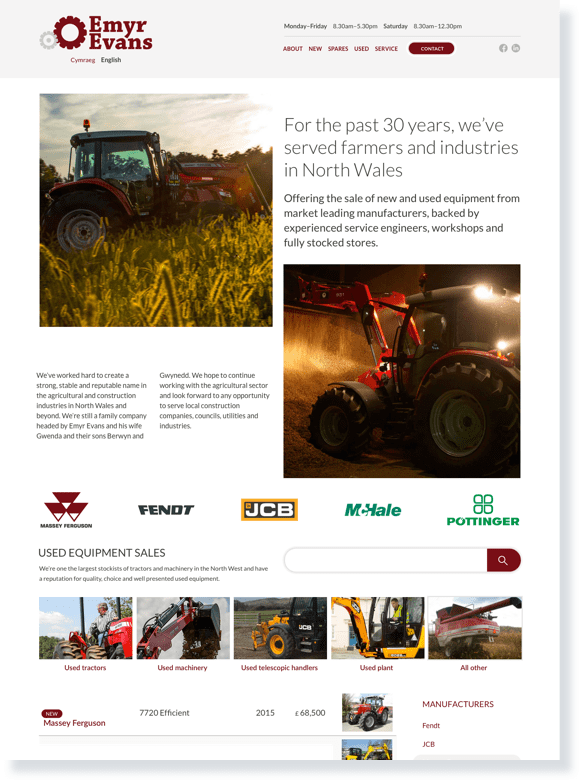 Emyr
Evans
Cymraeg English
Monday–Friday 8.30am–5.30pm Saturday 8.30am–12.30pm
ABOUT NEW SPARES USED SERVICE CONTACT
For the past 30 years, we've
served farmers and industries
in North Wales
Offering the sale of new and used equipment from
market leading manufacturers, backed by
experienced service engineers, workshops and
fully stocked stores.
We've worked hard to create a
strong, stable and reputable name in
the agricultural and construction
industries in North Wales and
beyond. We're still a family company
headed by Emyr Evans and his wife
Gwenda and their sons Berwyn and
Gwynedd. We hope to continue
working with the agricultural sector
and look forward to any opportunity
to serve local construction
companies, councils, utilities and
industries.
MASSEY FERGUSON
FENDT
JCB
McHale
PÖTTINGER
USED EQUIPMENT SALES
We're one the largest stockists of tractors and machinery in the North West and have
a reputation for quality, choice and well presented used equipment.
JCB
Used tractors
Used machinery
Used telescopic handlers
Used plant
All other
NEW
Massey Ferguson
7720 Efficient
2015
£ 68,500
MANUFACTURERS
Fendt
JCB